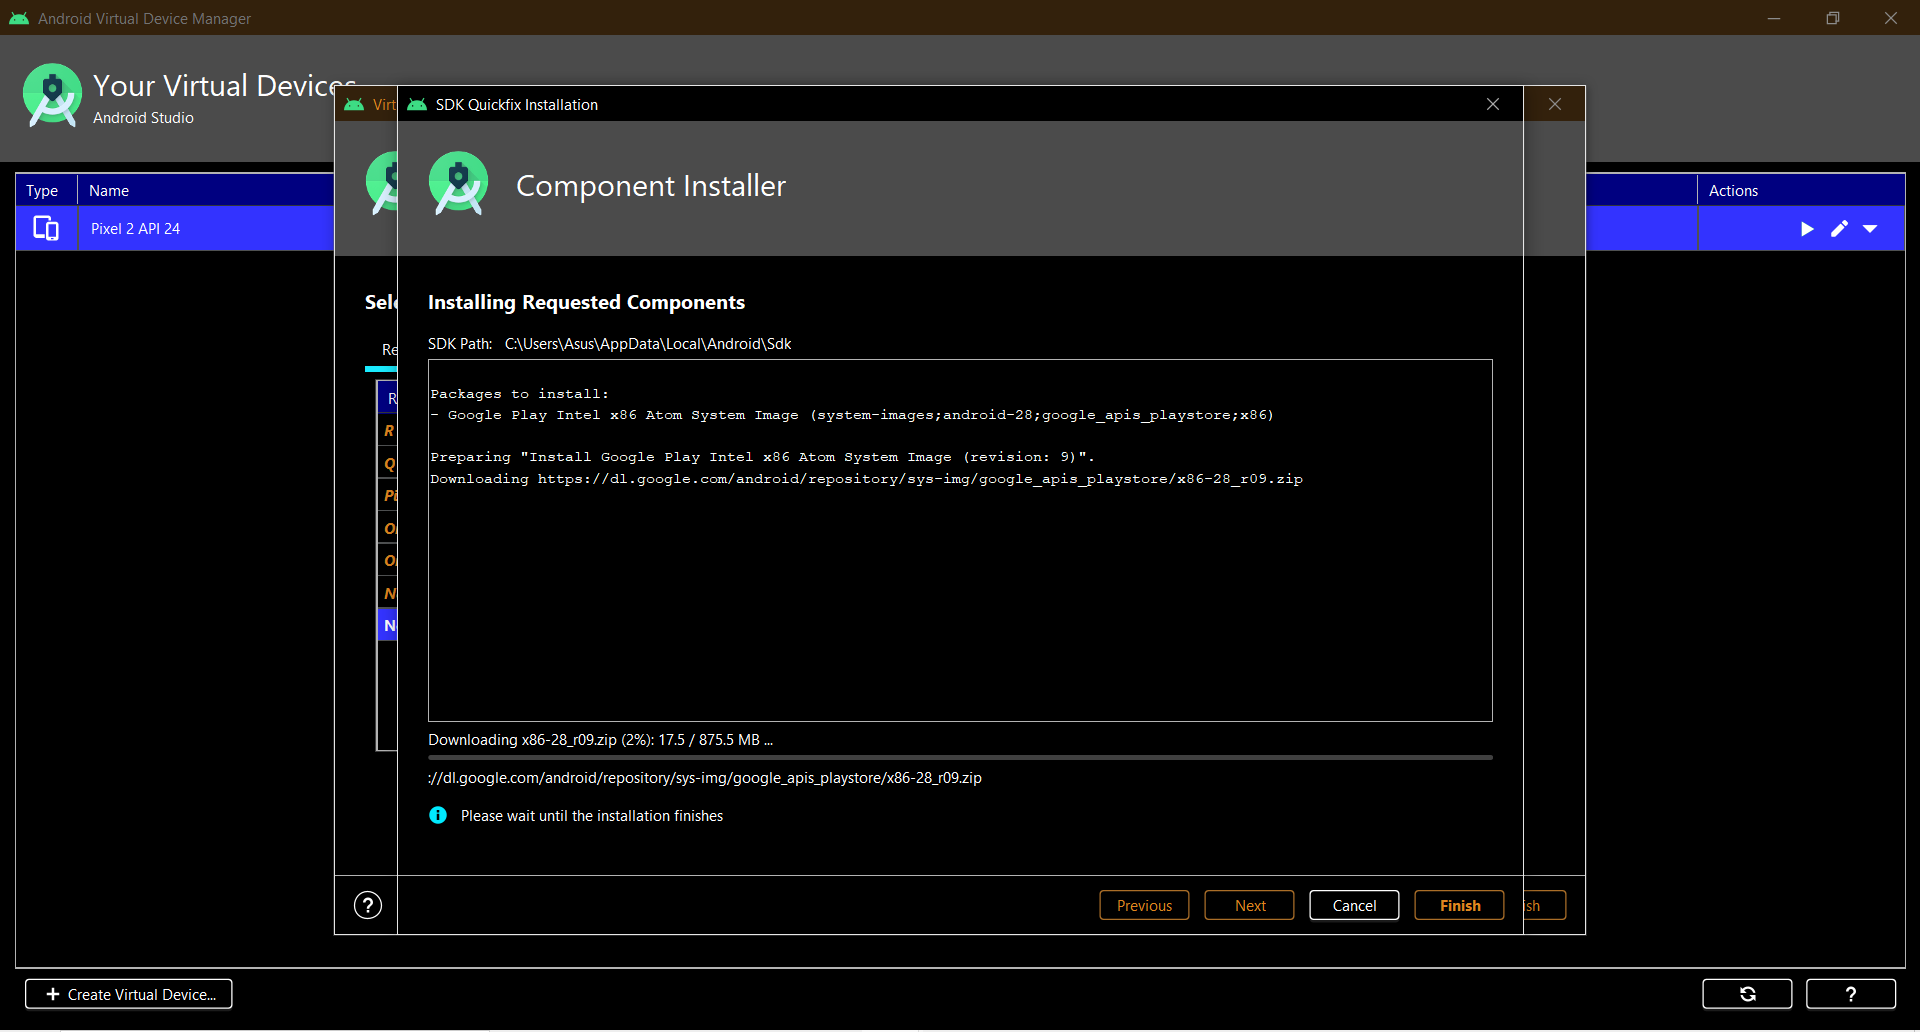 Android Virtual Device Manager
Your Virtual Devices
Android Studio
Virt
SDK Quickfix Installation
Component Installer
Type
Name
Actions
Pixel 2 API 24
Sele
Installing Requested Components
Re
SDK Path: C:\Users\Asus\AppData\Local\Android\Sdk
R
R
Q
Packages to install:
- Google Play Intel x86 Atom System Image (system-images;android-28;google_apis_playstore;x86)
Preparing "Install Google Play Intel x86 Atom System Image (revision: 9)".
Downloading https://dl.google.com/android/repository/sys-img/google_apis_playstore/x86-28_r09.zip
Downloading x86-28_r09.zip (2%): 17.5 / 875.5 MB ...
://dl.google.com/android/repository/sys-img/google_apis_playstore/x86-28_r09.zip
Please wait until the installation finishes
?
Previous
Next
Cancel
Finish
ish
+ Create Virtual Device...
?